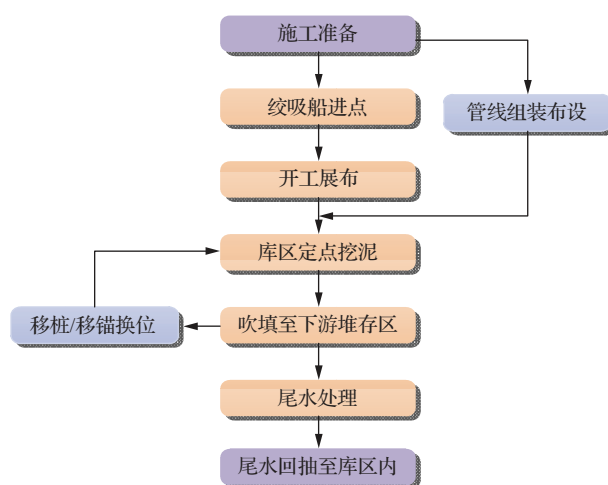 施工准备
绞吸船进点
管线组装布设
开工展布
库区定点挖泥
移桩/移锚换位
吹填至下游堆存区
尾水处理
尾水回抽至库区内